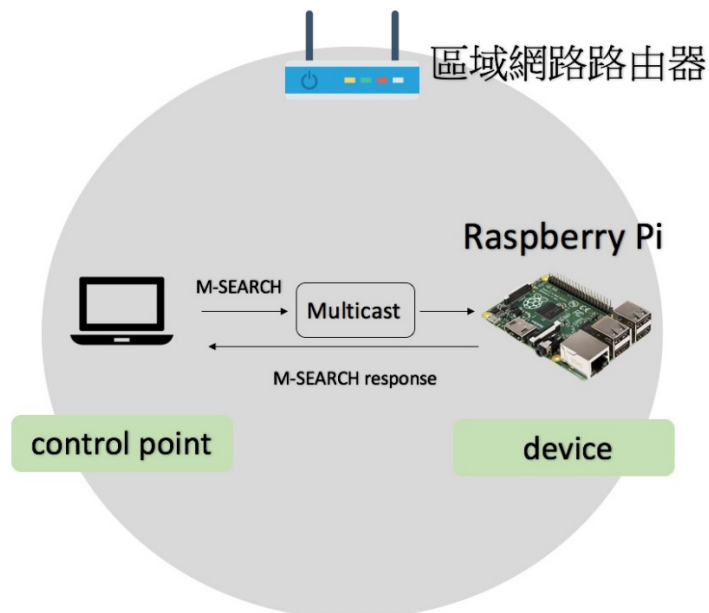 區域網路路由器
Raspberry Pi
M-SEARCH
Multicast
M-SEARCH response
control point
device